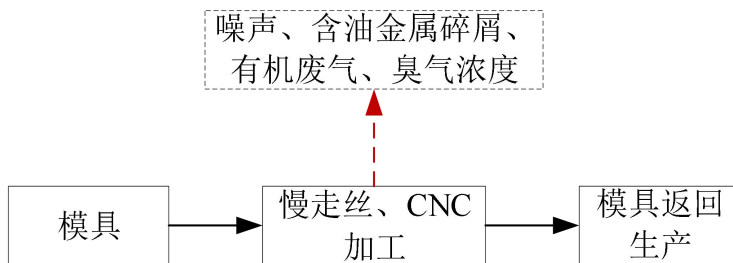 噪声、含油金属碎屑、
有机废气、臭气浓度
模具
慢走丝、CNC
加工
模具返回
生产